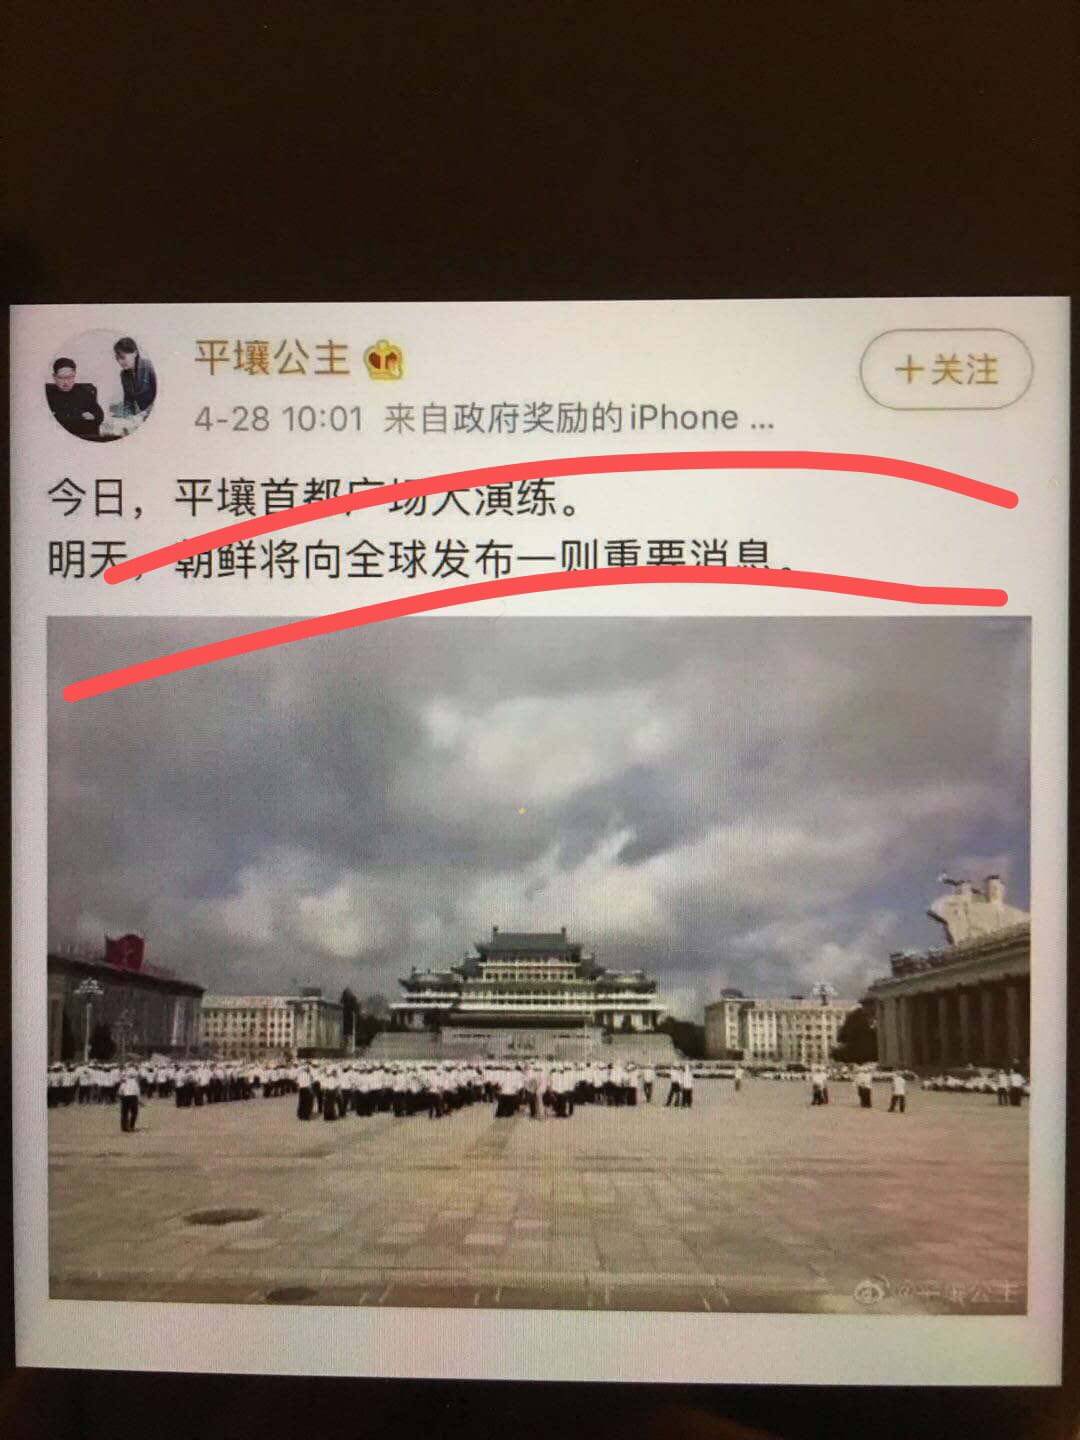 平壤公主
+关注
4-28 10:01 来自政府奖励的iPhone ...
今日，平壤首都广场大演练。
明天，朝鲜将向全球发布一则重要消息。
@平壤公主